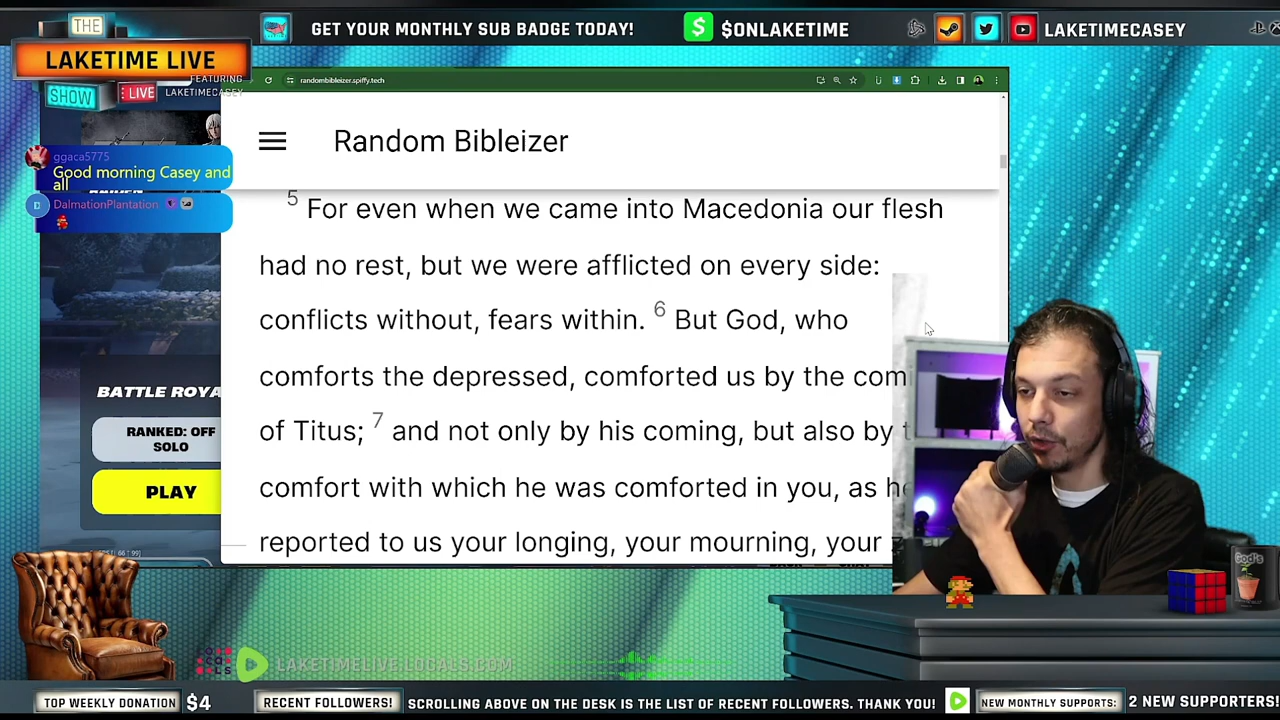 THE
LAKETIME LIVE
FEATURING
SHOW
LIVE
LAKETIMECASEY
GET YOUR MONTHLY SUB BADGE TODAY!
$ONLAKETIME
LAKETIMECASEY
randombibleizer.spiffy.tech
Random Bibleizer
ggaca5775
Good morning Casey and
all
DalmationPlantation
5 For even when we came into Macedonia our flesh
had no rest, but we were afflicted on every side:
conflicts without, fears within. 6 But God, who
comforts the depressed, comforted us by the com
of Titus; 7 and not only by his coming, but also by t
comfort with which he was comforted in you, as he
reported to us your longing, your mourning, your
BATTLE ROYA
RANKED: OFF
SOLO
PLAY
God's
LAKETIMELIVE.LOCALS.COM
TOP WEEKLY DONATION
$4
RECENT FOLLOWERS!
SCROLLING ABOVE ON THE DESK IS THE LIST OF RECENT FOLLOWERS. THANK YOU!
NEW MONTHLY SUPPORTS:
2 NEW SUPPORTERS!